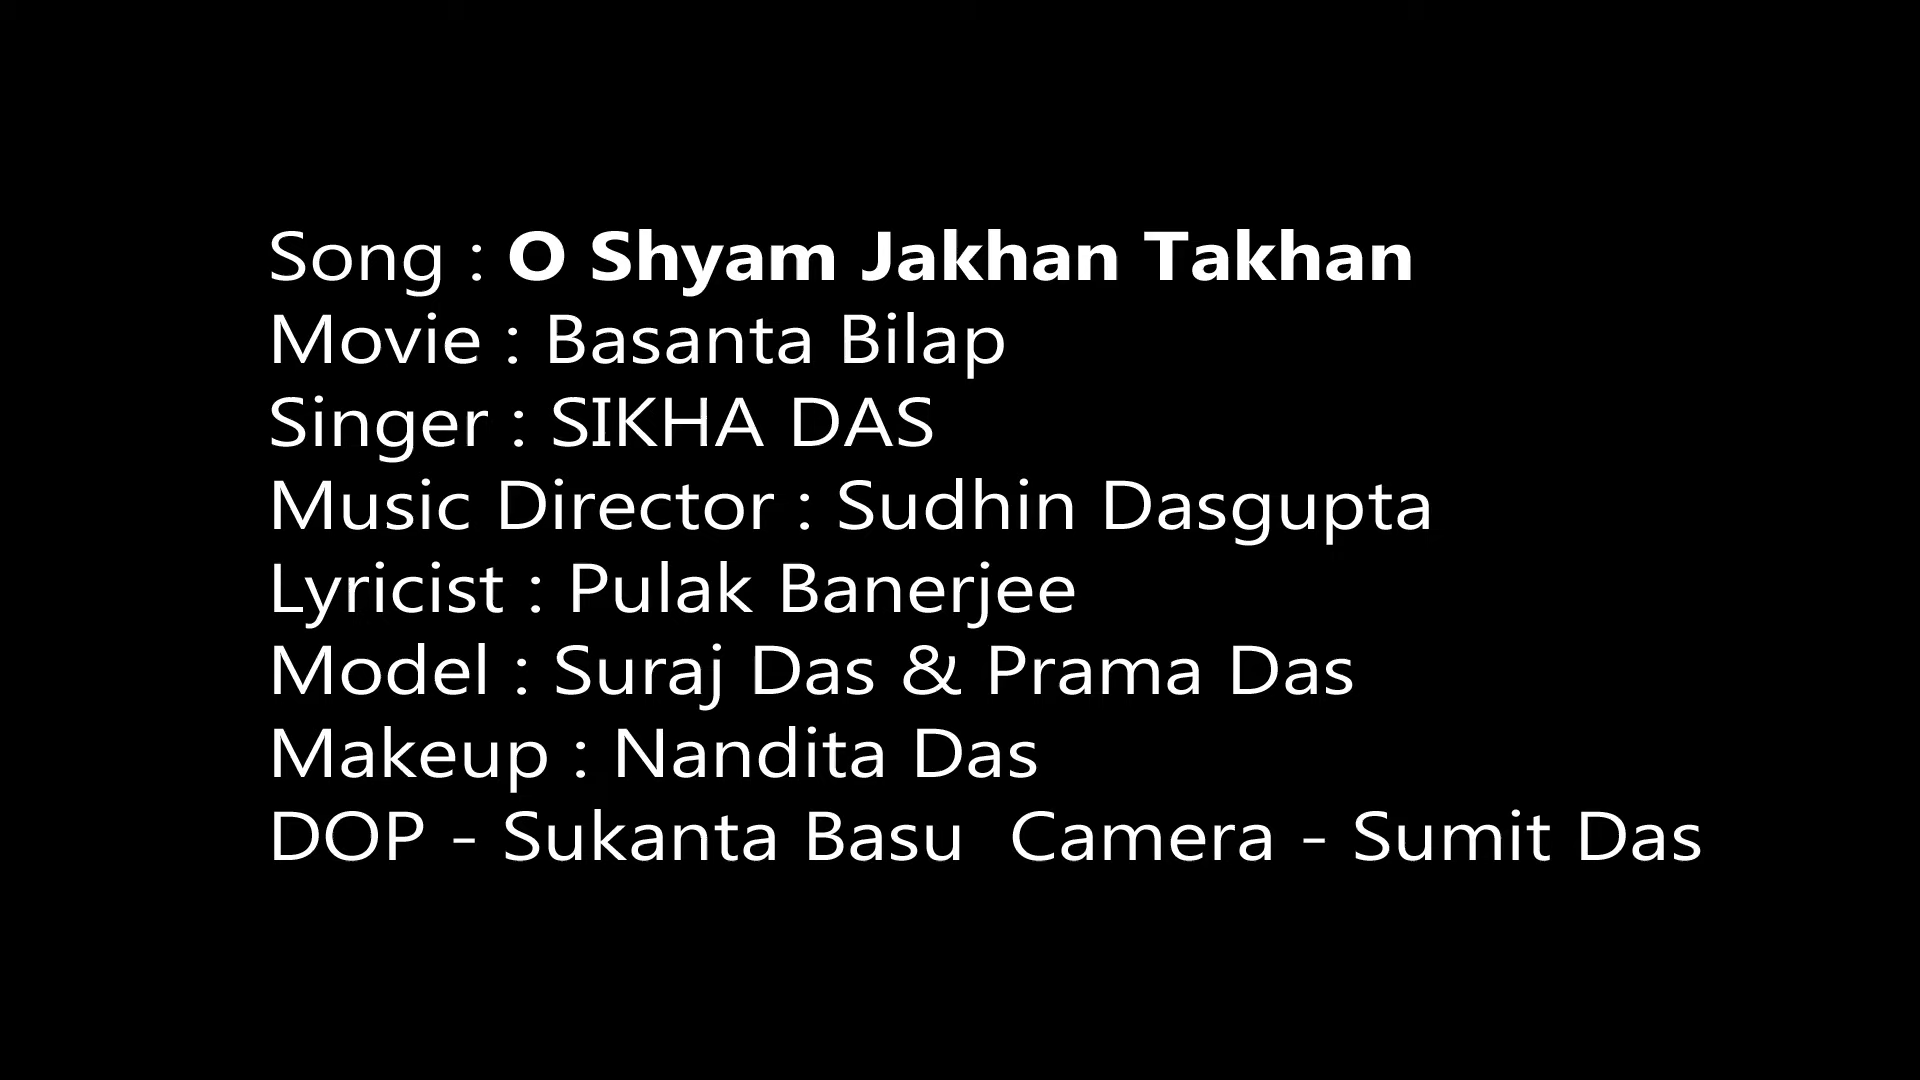 Song : O Shyam Jakhan Takhan
Movie : Basanta Bilap
Singer : SIKHA DAS
Music Director : Sudhin Dasgupta
Lyricist : Pulak Banerjee
Model : Suraj Das & Prama Das
Makeup : Nandita Das
DOP - Sukanta Basu  Camera - Sumit Das